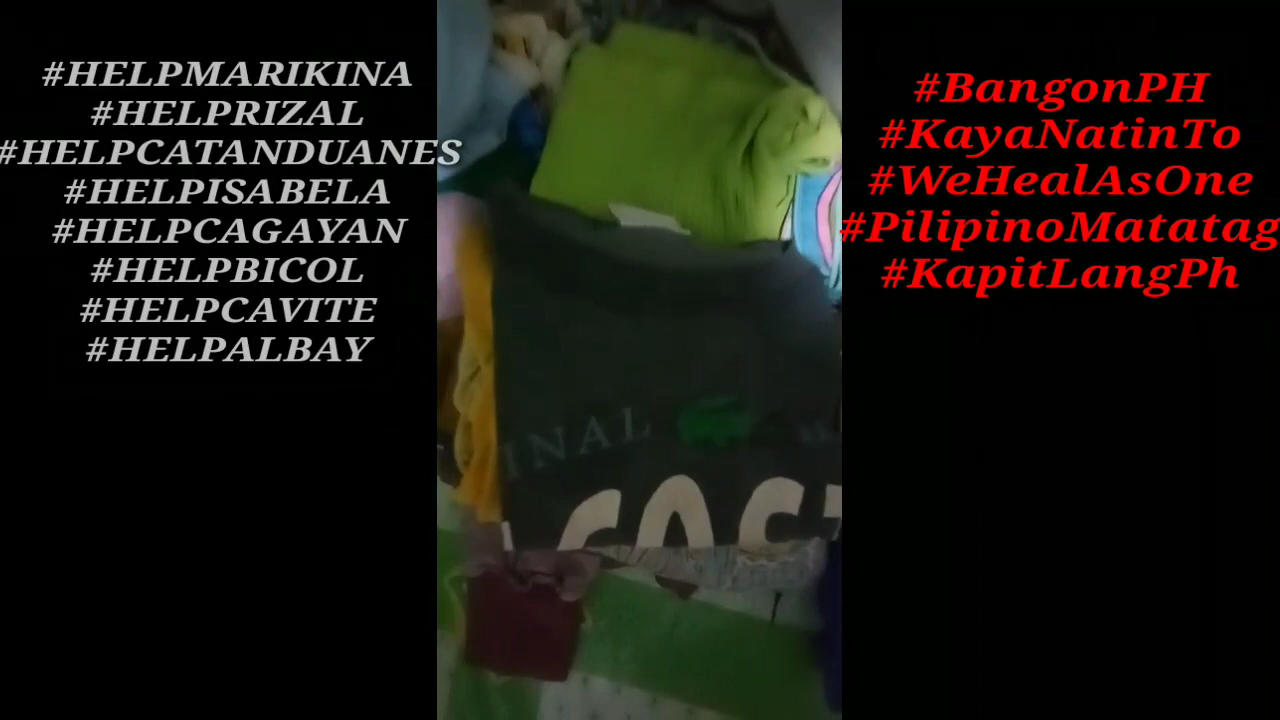 #HELPMARIKINA
#HELPRIZAL
#HELPCATANDUANES
#HELPISABELA
#HELPCAGAYAN
#HELPBICOL
#HELPCAVITE
#HELPALBAY
#BangonPH
#KayaNatinTo
#WeHealAsOne
#PilipinoMatatag
#KapitLangPh